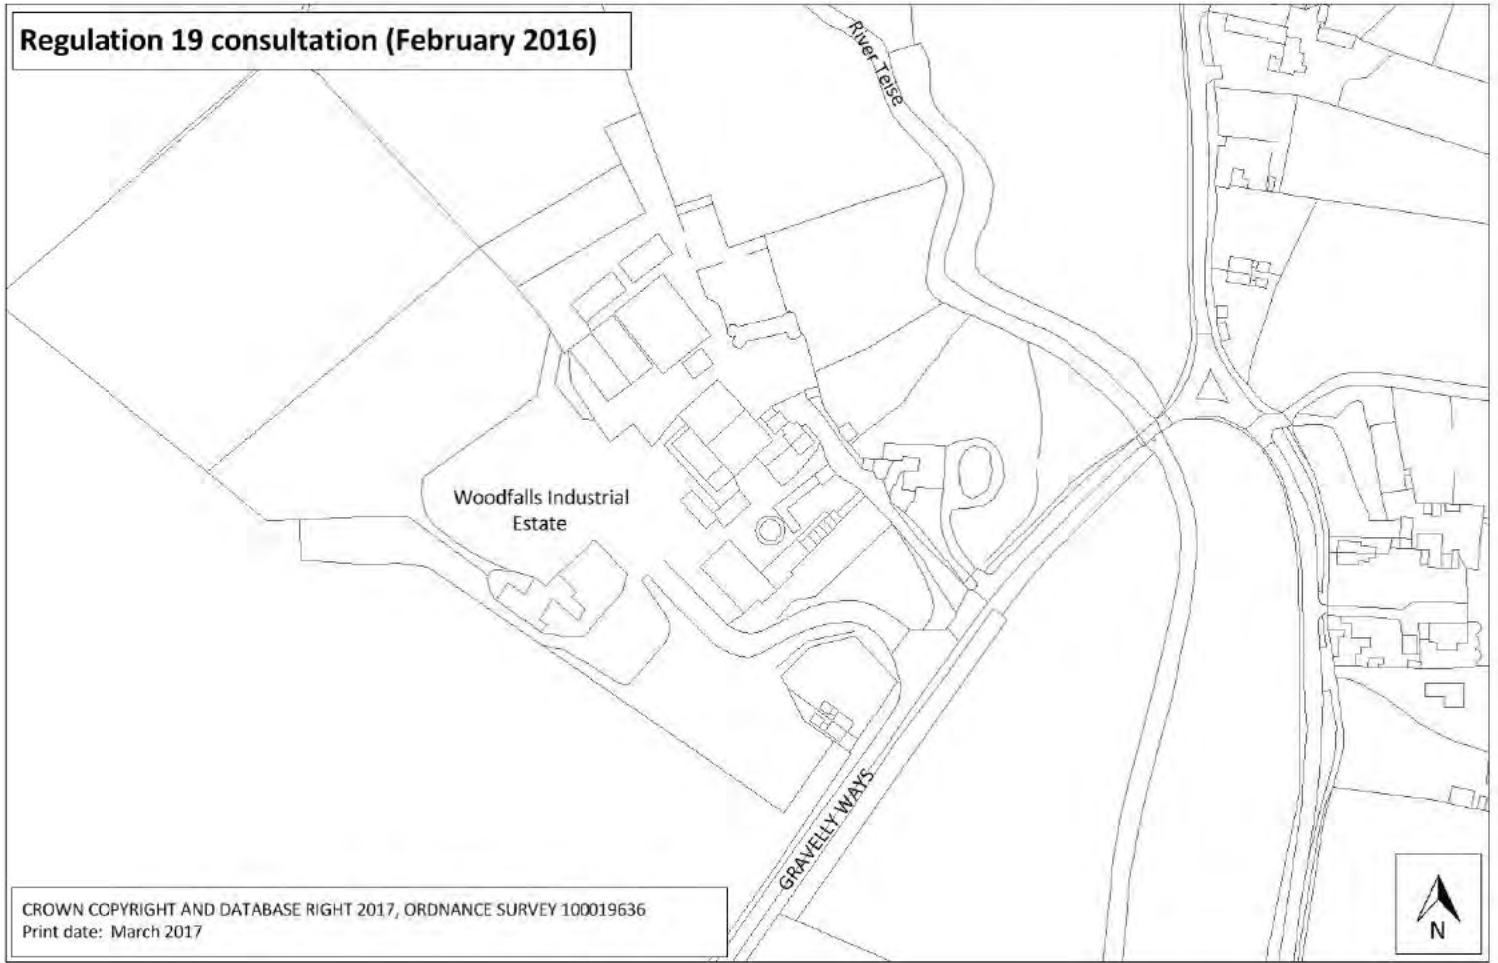 Regulation 19 consultation (February 2016)
River Teise
Woodfalls Industrial
Estate
GRAVELLY WAYS
CROWN COPYRIGHT AND DATABASE RIGHT 2017, ORDNANCE SURVEY 100019636
Print date: March 2017
N